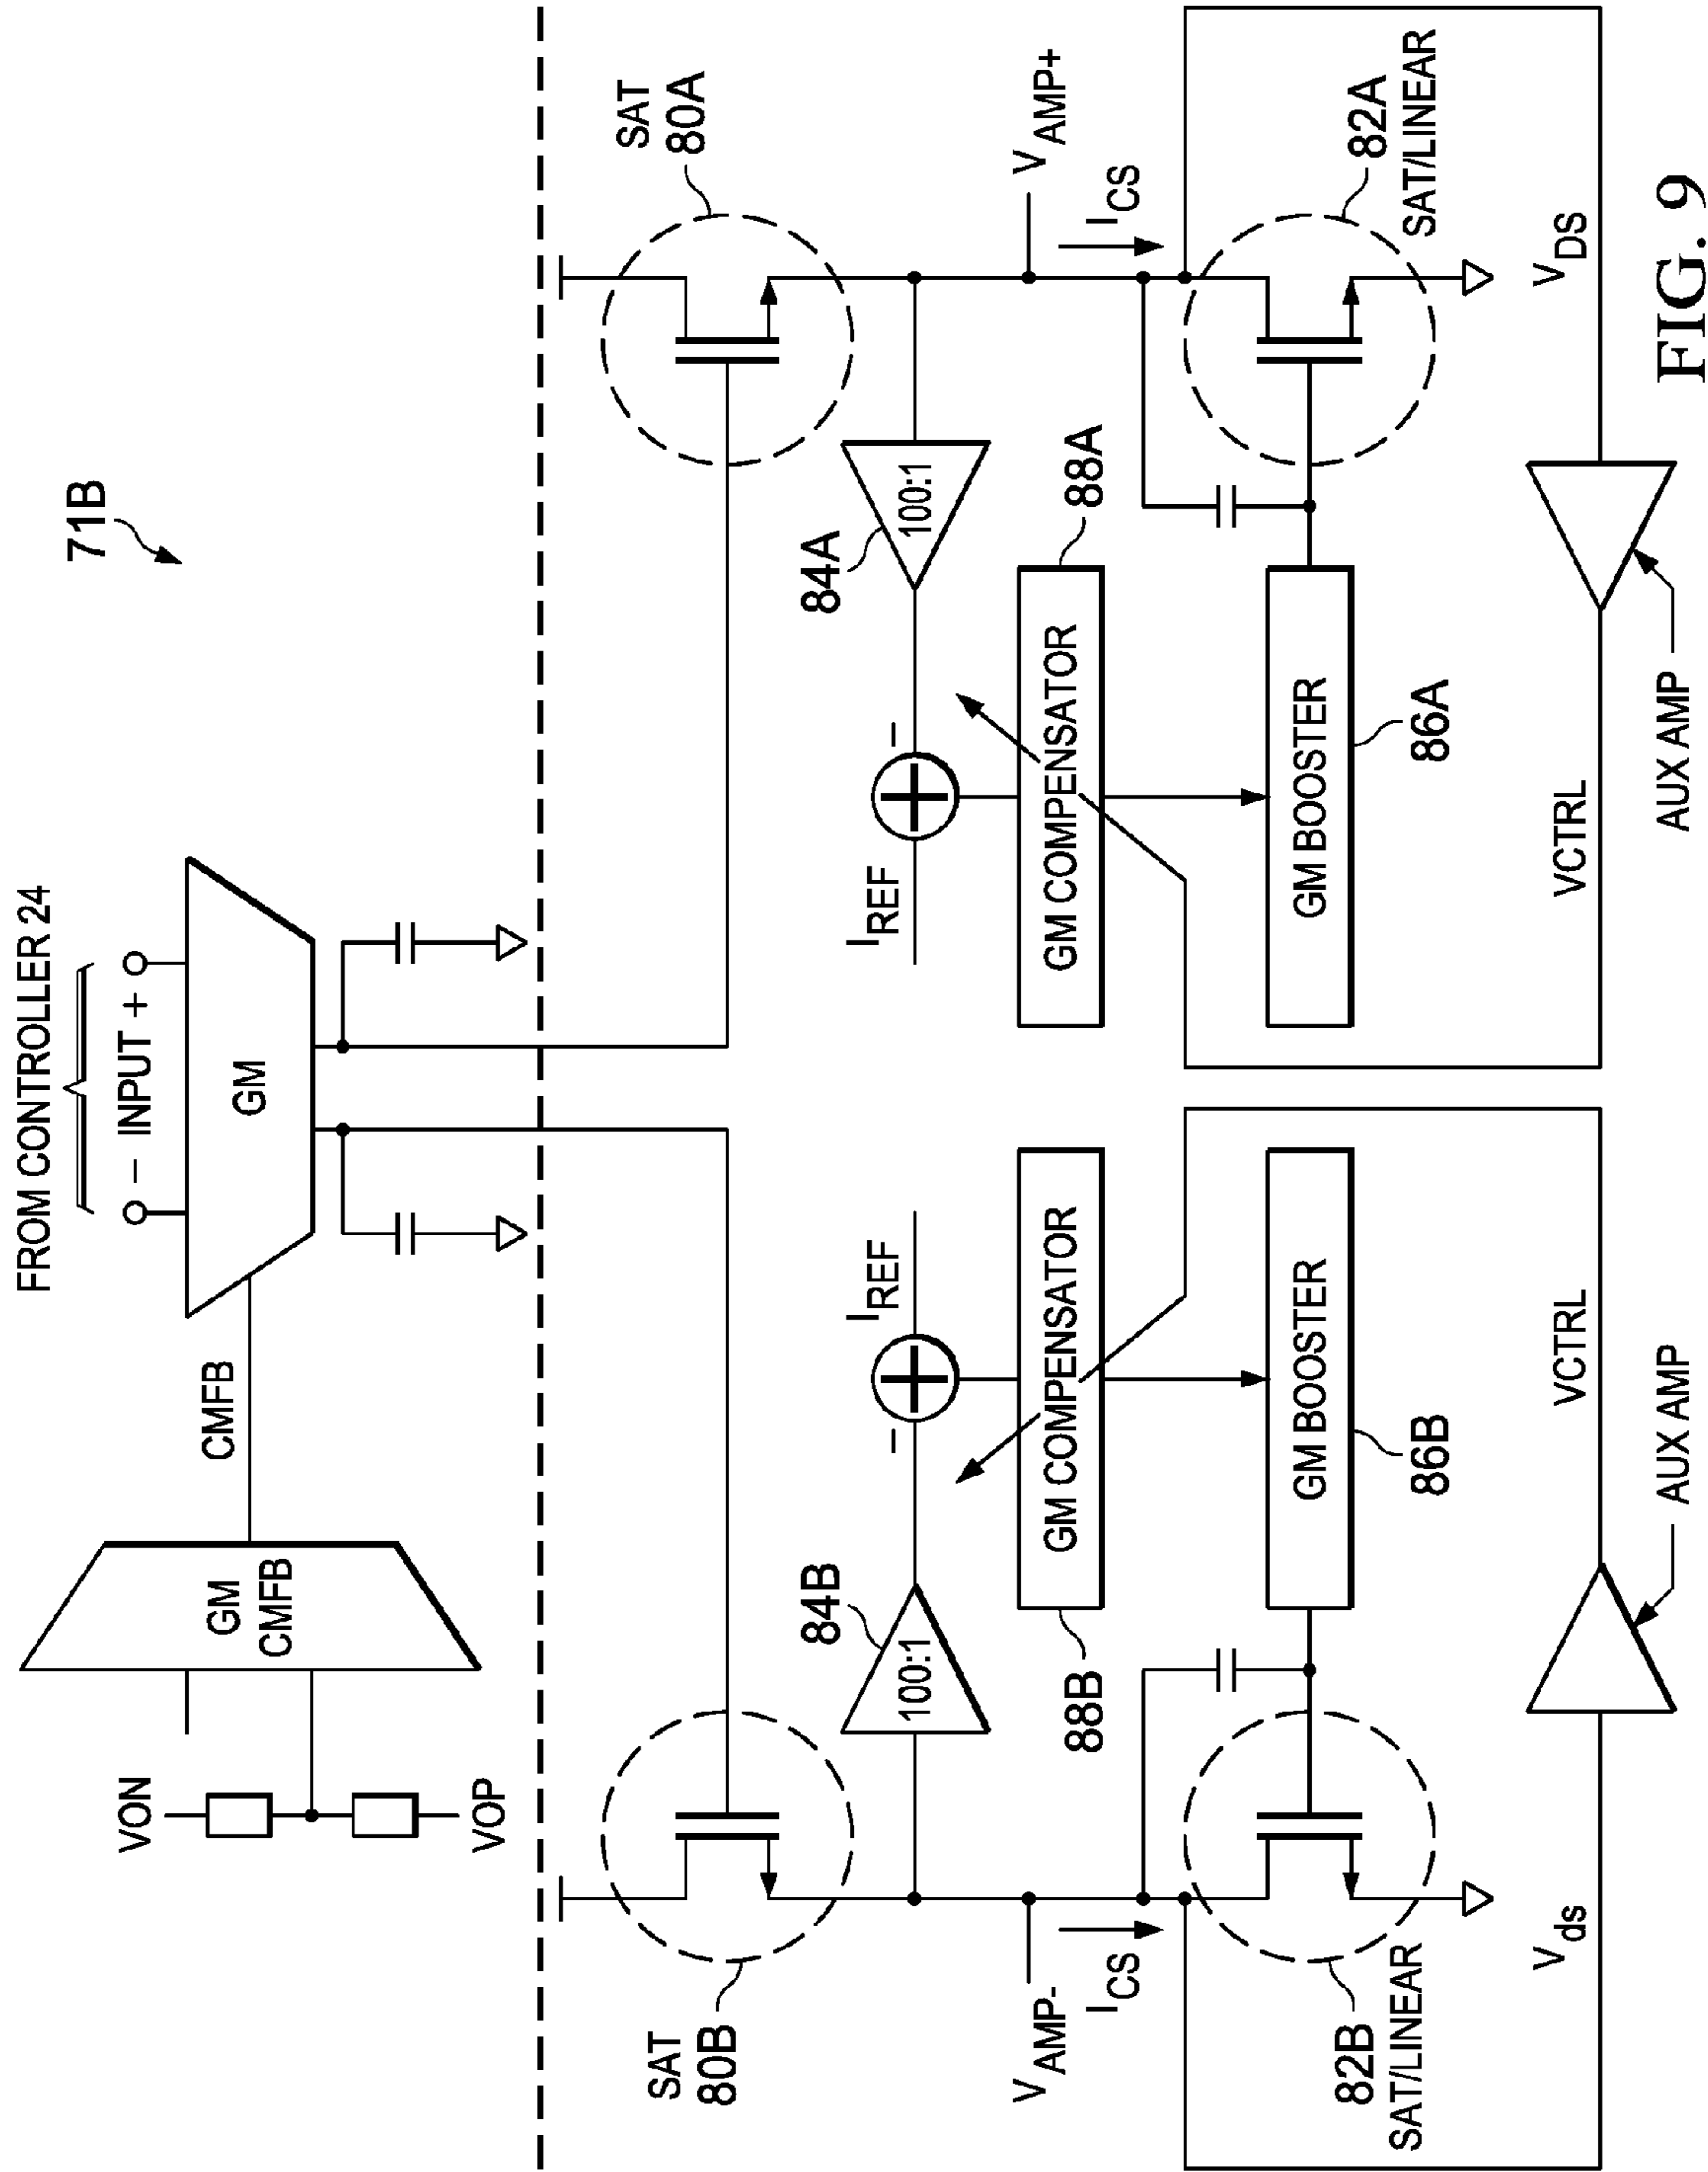 71B
FROM CONTROLLER 24
− INPUT +
GM
CMFB
GM
CMFB
VON
VOP
SAT
80B
SAT
80A
84B
100:1
−
IREF
IREF
−
100:1
84A
VAMP-
ICS
VAMP+
ICS
88B
GM COMPENSATOR
GM COMPENSATOR
88A
82B
SAT/LINEAR
GM BOOSTER
86B
GM BOOSTER
86A
82A
SAT/LINEAR
Vds
VCTRL
VCTRL
VDS
AUX AMP
AUX AMP
FIG. 9